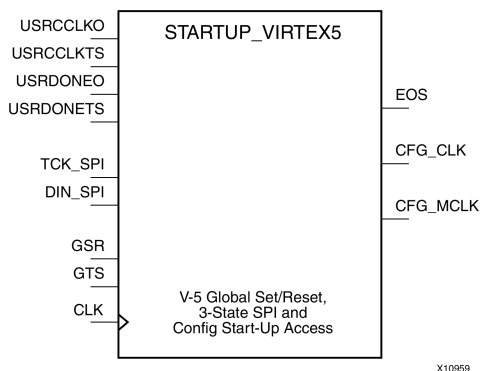 STARTUP_VIRTEX5
USRCCLKO
USRCCLKTS
USRDONEO
USRDONETS
TCK_SPI
DIN_SPI
GSR
GTS
CLK
EOS
CFG_CLK
CFG_MCLK
V-5 Global Set/Reset,
3-State SPI and
Config Start-Up Access
X10959